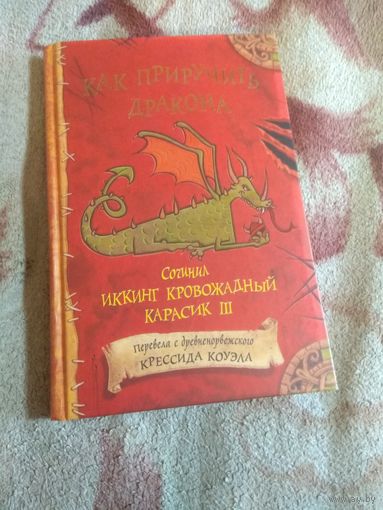 КАК ПРИРУЧИТЬ
ДРАКОНА
Сочинил
ИККИНГ КРОВОЖАДНЫЙ
КАРАСИК III
Перевела с древненорвежского
КРЕССИДА КОУЭЛЛ